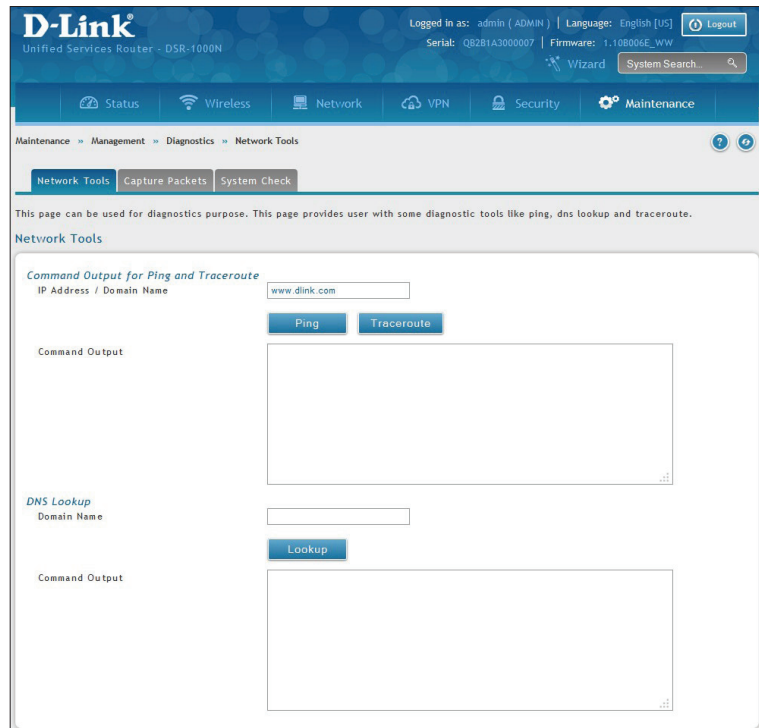 D-Link®
Unified Services Router - DSR-1000N
Logged in as: admin ( ADMIN ) | Language: English [US]
Logout
Serial: QB2B1A3000007 | Firmware: 1.10B006E_WW
Wizard
System Search...
Status
Wireless
Network
VPN
Security
Maintenance
Maintenance » Management » Diagnostics » Network Tools
Network Tools
Capture Packets
System Check
This page can be used for diagnostics purpose. This page provides user with some diagnostic tools like ping, dns lookup and traceroute.
Network Tools
Command Output for Ping and Traceroute
IP Address / Domain Name
www.dlink.com
Ping
Traceroute
Command Output
DNS Lookup
Domain Name
Lookup
Command Output